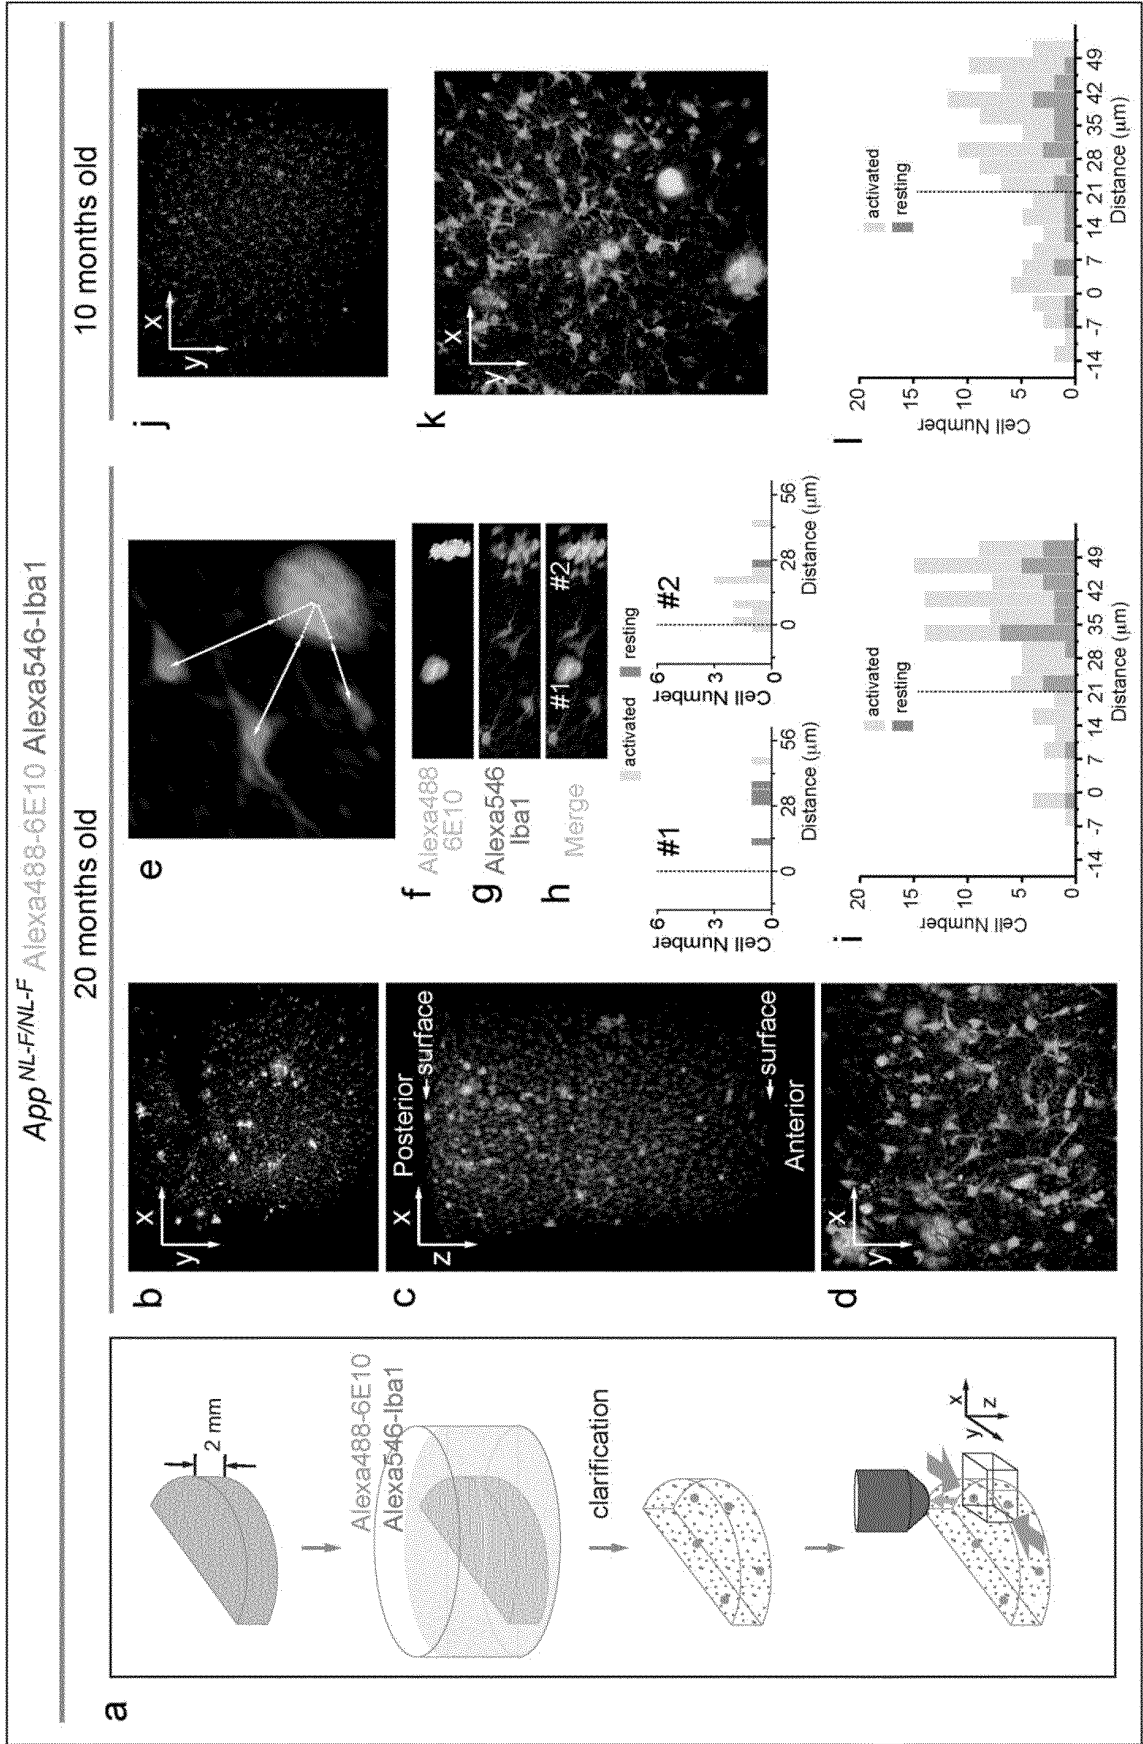 App NL-F/NL-F Alexa488-6E10 Alexa546-Iba1
20 months old
10 months old
a
2 mm
Alexa488-6E10
Alexa546-Iba1
clarification
x
y
z
b
x
y
c
x
z
Posterior
surface
surface
Anterior
d
x
y
e
f
Alexa488
6E10
g
Alexa546
Iba1
h
Merge
#1
#2
activated
resting
#1
Cell Number
6
3
0
0
28
56
Distance (μm)
#2
Cell Number
6
3
0
0
28
56
Distance (μm)
i
activated
resting
Cell Number
20
15
10
5
0
-14 -7 0 7 14 21 28 35 42 49
Distance (μm)
j
x
y
k
x
y
l
activated
resting
Cell Number
20
15
10
5
0
-14 -7 0 7 14 21 28 35 42 49
Distance (μm)